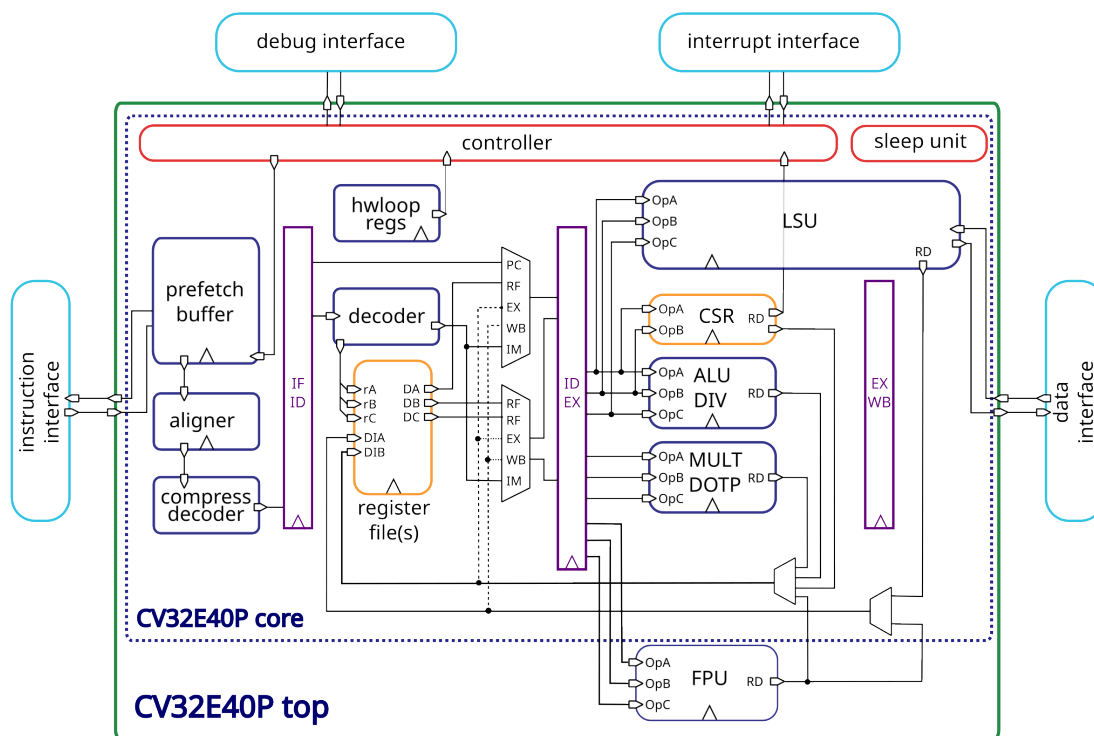 debug interface
interrupt interface
controller
sleep unit
hwloop
regs
OpA
OpB
OpC
LSU
RD
prefetch
buffer
decoder
PC
RF
EX
WB
IM
OpA
OpB
CSR
RD
instruction
interface
IF
ID
rA
rB
rC
DIA
DIB
DA
DB
DC
register
file(s)
RF
RF
EX
WB
IM
ID
EX
OpA
OpB
OpC
ALU
DIV
RD
EX
WB
data
interface
aligner
compress
decoder
OpA
OpB
OpC
MULT
DOTP
RD
CV32E40P core
OpA
OpB
OpC
FPU
RD
CV32E40P top